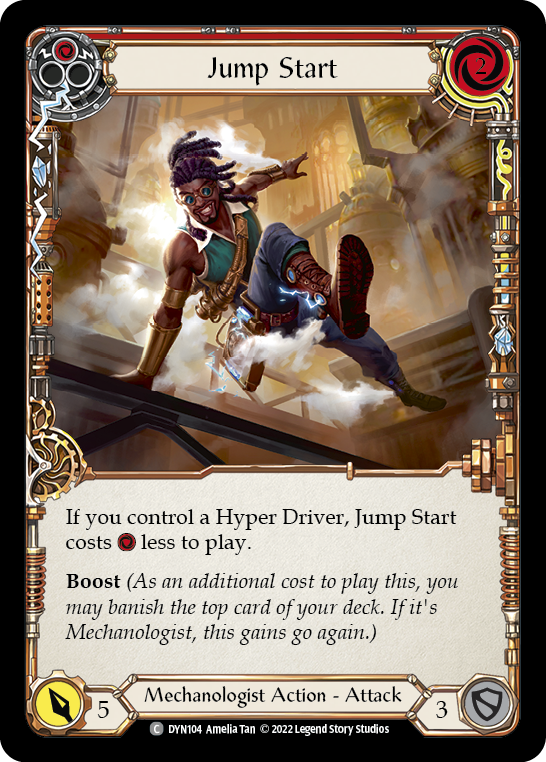 Jump Start
2
If you control a Hyper Driver, Jump Start
costs less to play.
Boost (As an additional cost to play this, you
may banish the top card of your deck. If it's
Mechanologist, this gains go again.)
5
Mechanologist Action - Attack
3
C DYN104 Amelia Tan © 2022 Legend Story Studios